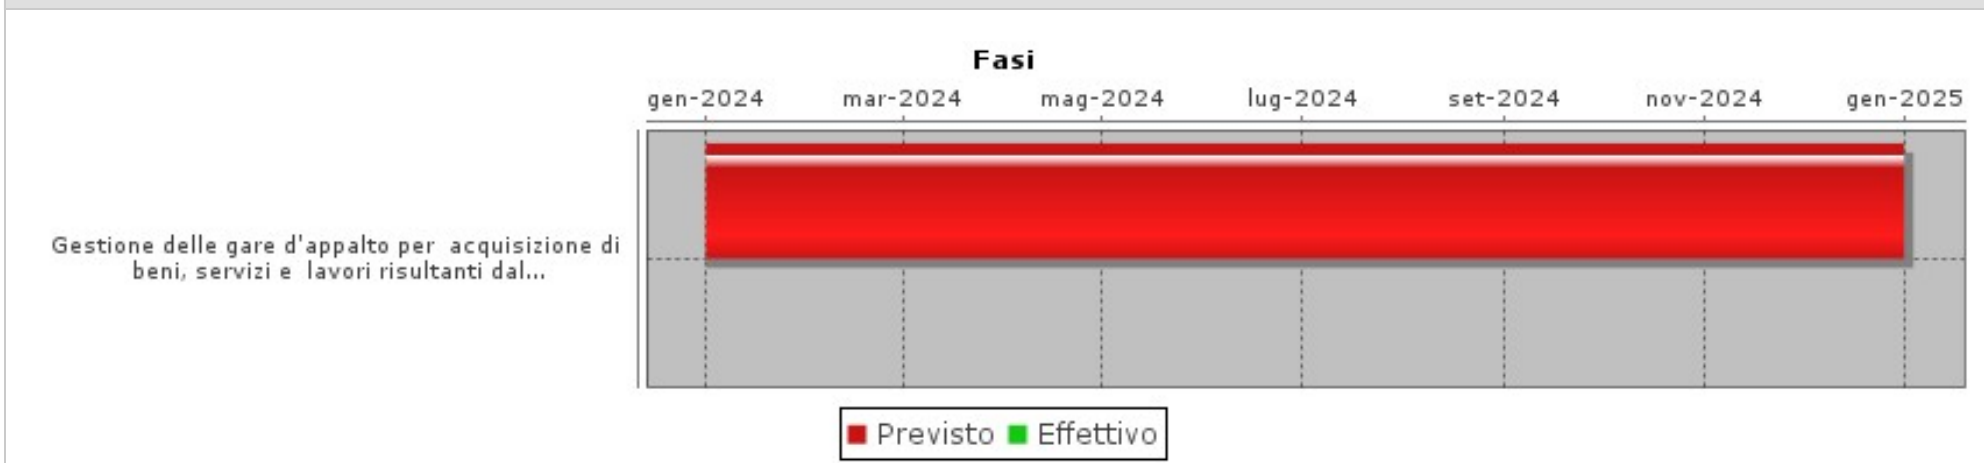 Fasi
gen-2024 mar-2024 mag-2024 lug-2024 set-2024 nov-2024 gen-2025
Gestione delle gare d'appalto per  acquisizione di
beni, servizi e  lavori risultanti dal...
Previsto Effettivo